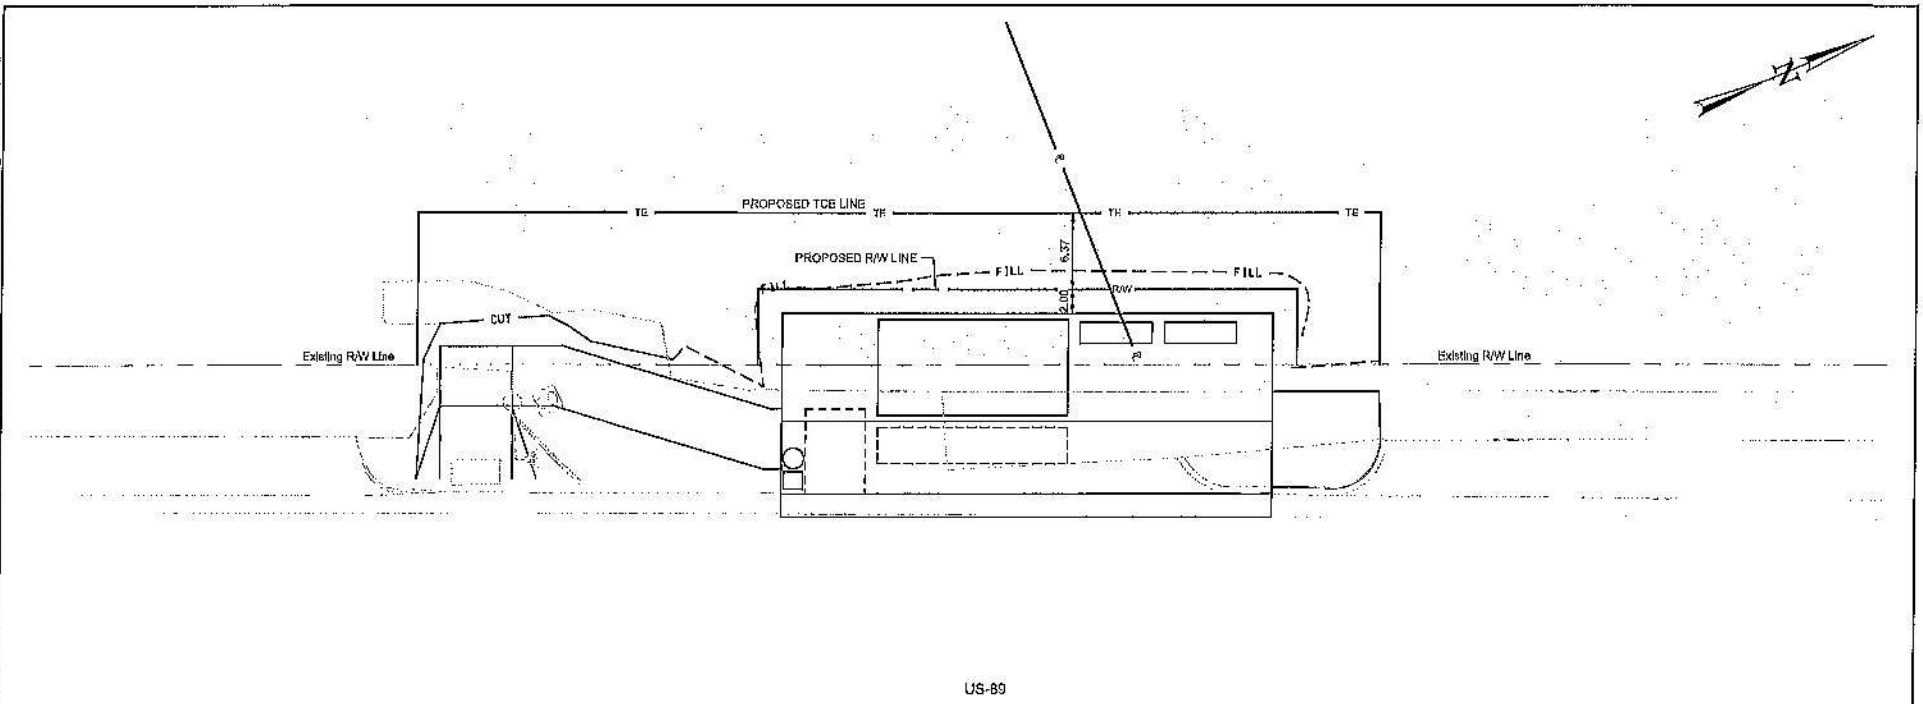 N
PROPOSED TCE LINE
TE
TE
TE
TE
6.37
PROPOSED R/W LINE
FILL
FILL
R/W
2.00
CUT
Existing R/W Line
Existing R/W Line
US-89